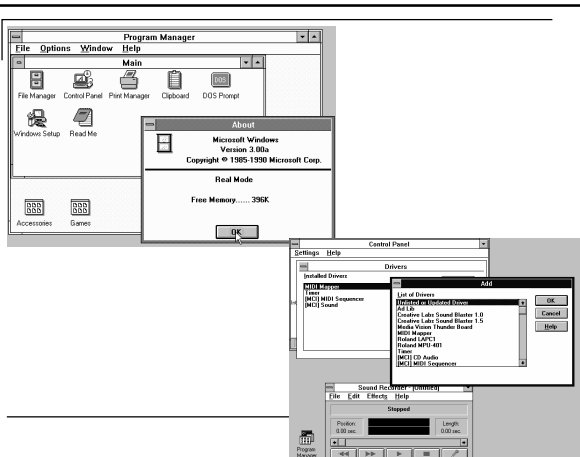 Program Manager
File Options Window Help
Main
File Manager Control Panel Print Manager Clipboard DOS Prompt
DOS
Windows Setup Read Me
Accessories Games
About
Microsoft Windows
Version 3.00a
Copyright © 1985-1990 Microsoft Corp.
Real Mode
Free Memory...... 396K
OK
Control Panel
Settings Help
Drivers
Installed Drivers
MIDI Mapper
Timer
[MCI] MIDI Sequencer
[MCI] Sound
Add
List of Drivers
Unlisted or Updated Driver
Ad Lib
Creative Labs Sound Blaster 1.0
Creative Labs Sound Blaster 1.5
Media Vision Thunder Board
MIDI Mapper
Roland LAPC1
Roland MPU-401
Timer
[MCI] CD Audio
[MCI] MIDI Sequencer
OK
Cancel
Help
Sound Recorder - [Untitled]
File Edit Effects Help
Stopped
Position: Length:
0.00 sec. 0.00 sec.
Program
Manager